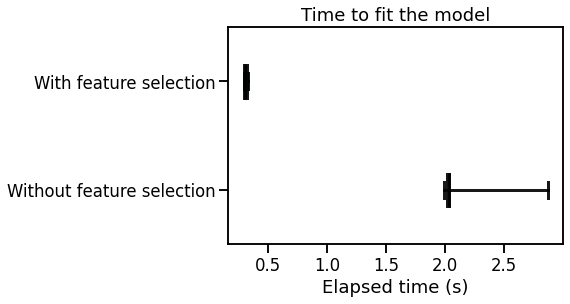 Time to fit the model
With feature selection
Without feature selection
0.5 1.0 1.5 2.0 2.5
Elapsed time (s)